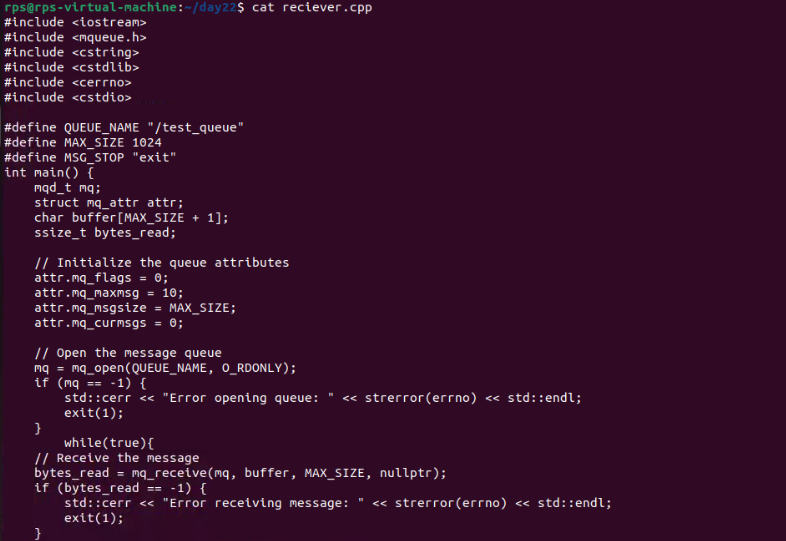 rps@rps-virtual-machine:~/day22$ cat reciever.cpp
#include <iostream>
#include <mqueue.h>
#include <cstring>
#include <cstdlib>
#include <cerrno>
#include <cstdio>

#define QUEUE_NAME "/test_queue"
#define MAX_SIZE 1024
#define MSG_STOP "exit"
int main() {
    mqd_t mq;
    struct mq_attr attr;
    char buffer[MAX_SIZE + 1];
    ssize_t bytes_read;

    // Initialize the queue attributes
    attr.mq_flags = 0;
    attr.mq_maxmsg = 10;
    attr.mq_msgsize = MAX_SIZE;
    attr.mq_curmsgs = 0;

    // Open the message queue
    mq = mq_open(QUEUE_NAME, O_RDONLY);
    if (mq == -1) {
        std::cerr << "Error opening queue: " << strerror(errno) << std::endl;
        exit(1);
    }
        while(true){
    // Receive the message
    bytes_read = mq_receive(mq, buffer, MAX_SIZE, nullptr);
    if (bytes_read == -1) {
        std::cerr << "Error receiving message: " << strerror(errno) << std::endl;
        exit(1);
    }